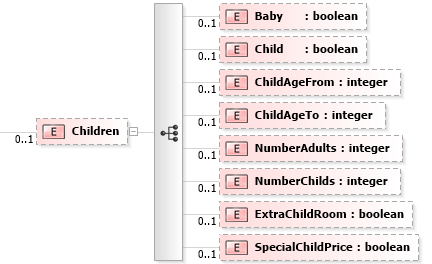 E Baby : boolean
0..1
E Child : boolean
0..1
E ChildAgeFrom : integer
0..1
E ChildAgeTo : integer
0..1
E Children
0..1
E NumberAdults : integer
0..1
E NumberChilds : integer
0..1
E ExtraChildRoom : boolean
0..1
E SpecialChildPrice : boolean
0..1